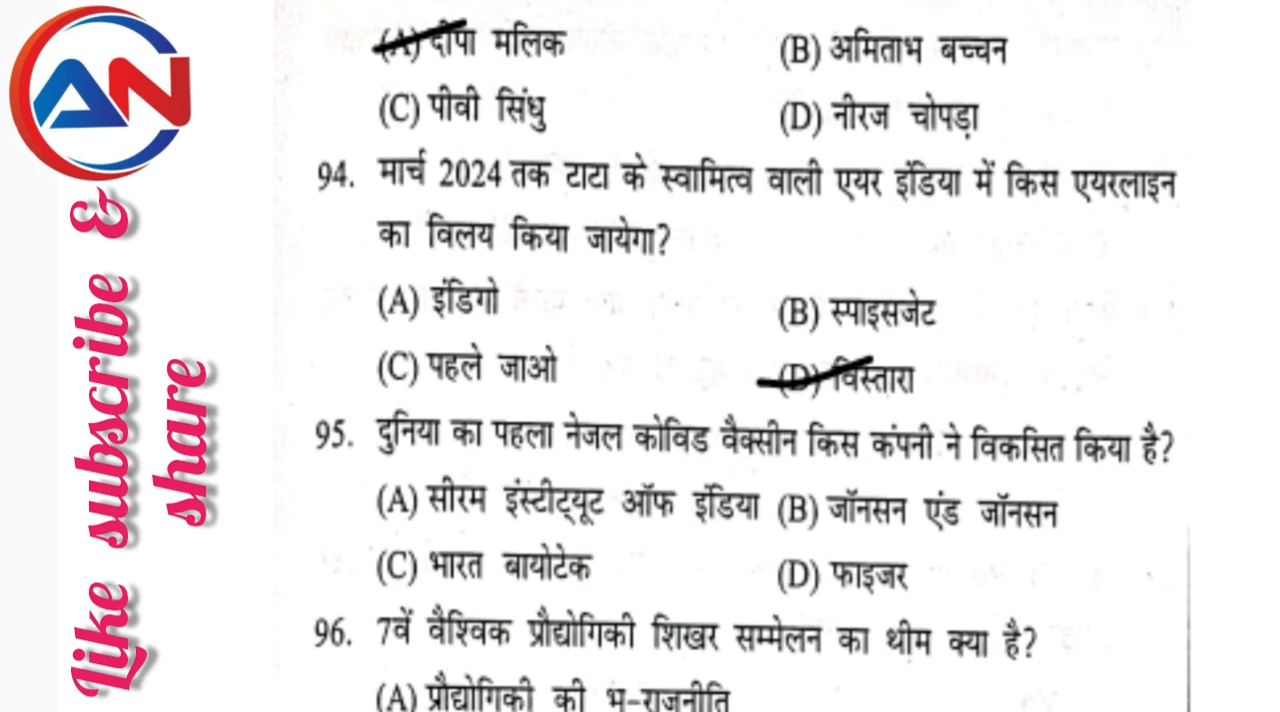 AN
Like subscribe &
share
(A) दीपा मलिक (B) अमिताभ बच्चन
(C) पीवी सिंधु (D) नीरज चोपड़ा
94. मार्च 2024 तक टाटा के स्वामित्व वाली एयर इंडिया में किस एयरलाइन
का विलय किया जायेगा?
(A) इंडिगो (B) स्पाइसजेट
(C) पहले जाओ (D) विस्तारा
95. दुनिया का पहला नेजल कोविड वैक्सीन किस कंपनी ने विकसित किया है?
(A) सीरम इंस्टीट्यूट ऑफ इंडिया (B) जॉनसन एंड जॉनसन
(C) भारत बायोटेक (D) फाइजर
96. 7वें वैश्विक प्रौद्योगिकी शिखर सम्मेलन का थीम क्या है?
(A) प्रौद्योगिकी की भू-राजनीति